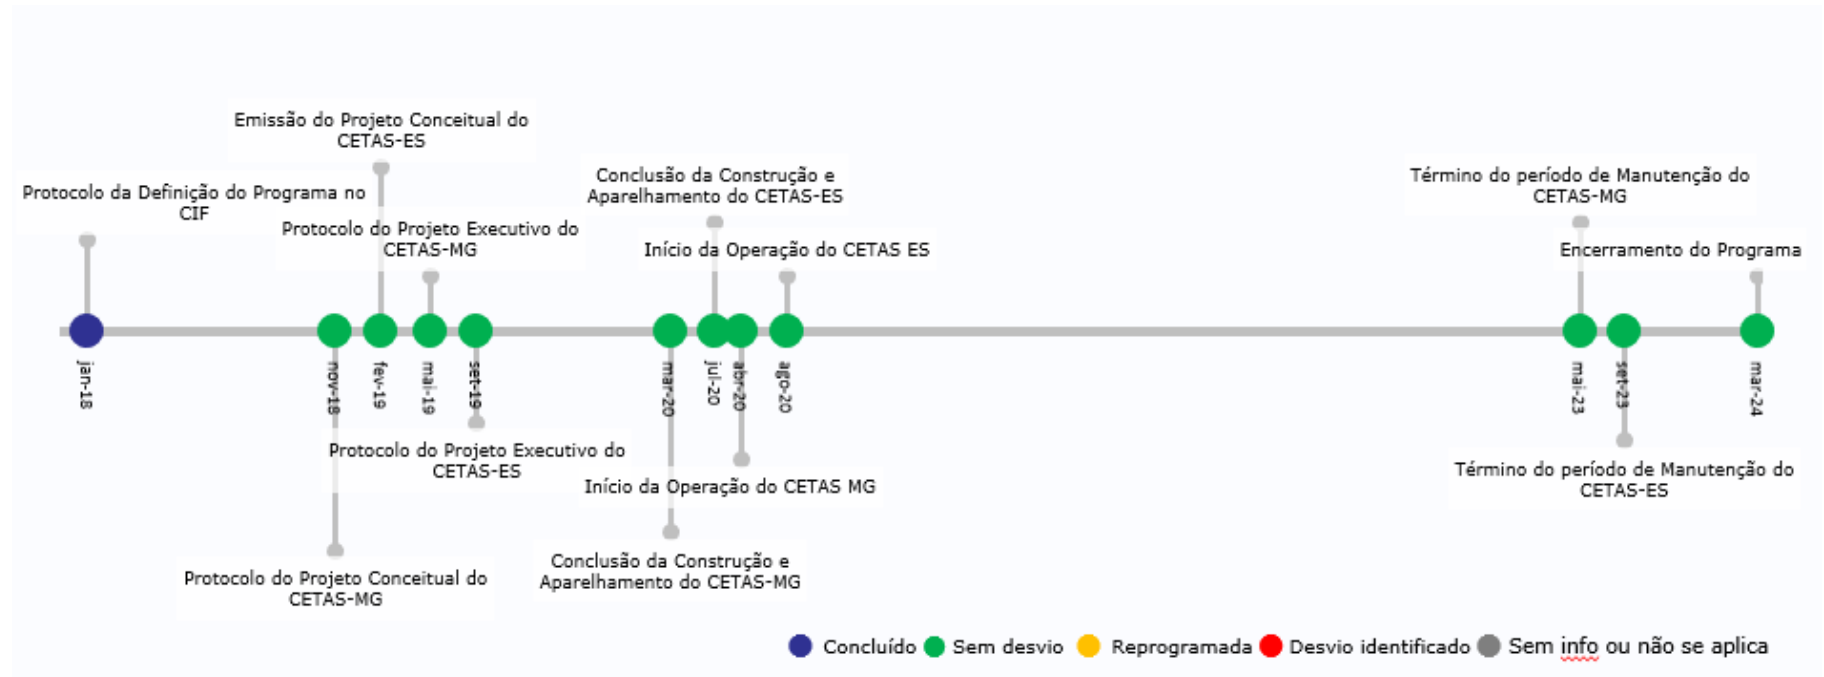 Emissão do Projeto Conceitual do
CETAS-ES
Protocolo da Definição do Programa no
CIF
Protocolo do Projeto Executivo do
CETAS-MG
Conclusão da Construção e
Aparelhamento do CETAS-ES
Início da Operação do CETAS ES
Término do período de Manutenção do
CETAS-MG
Encerramento do Programa
jan-18
nov-18
fev-19
mai-19
set-19
mar-20
jul-20
abr-20
ago-20
mai-23
set-23
mar-24
Protocolo do Projeto Executivo do
CETAS-ES
Início da Operação do CETAS MG
Término do período de Manutenção do
CETAS-ES
Conclusão da Construção e
Aparelhamento do CETAS-MG
Protocolo do Projeto Conceitual do
CETAS-MG
Concluído
Sem desvio
Reprogramada
Desvio identificado
Sem info ou não se aplica